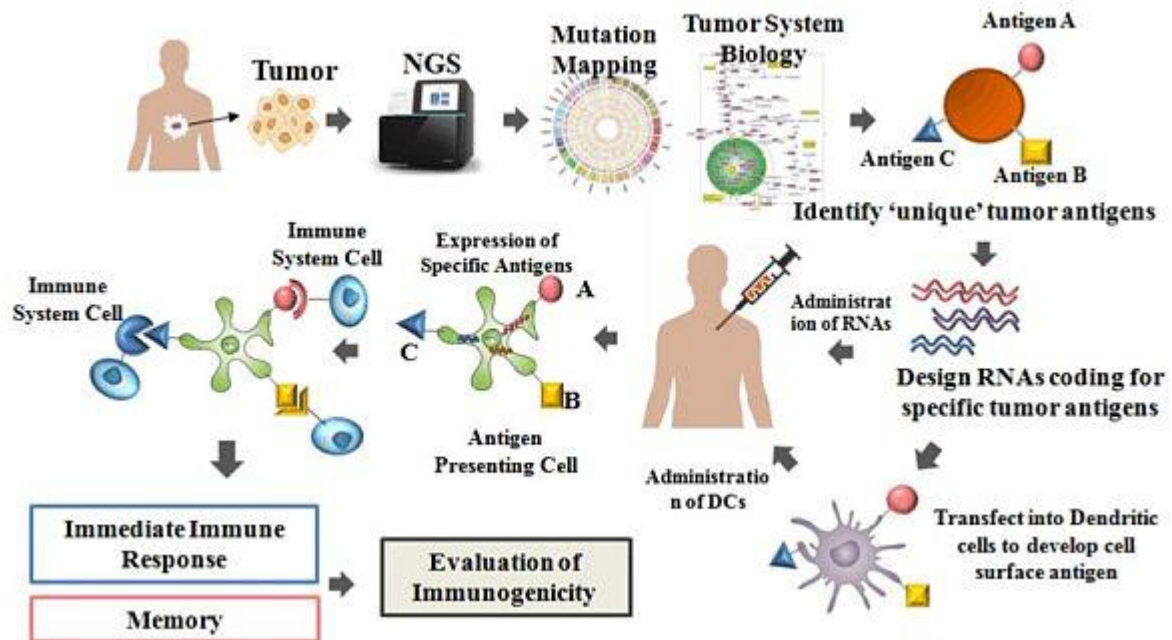 Tumor
NGS
Mutation
Mapping
Tumor System
Biology
Antigen A
Antigen C
Antigen B
Identify ‘unique’ tumor antigens
Immune
System Cell
Immune
System Cell
Expression of
Specific Antigens
A
C
B
Antigen
Presenting Cell
Administrat
ion of RNAs
Design RNAs coding for
specific tumor antigens
Administratio
n of DCs
Transfect into Dendritic
cells to develop cell
surface antigen
Immediate Immune
Response
Memory
Evaluation of
Immunogenicity